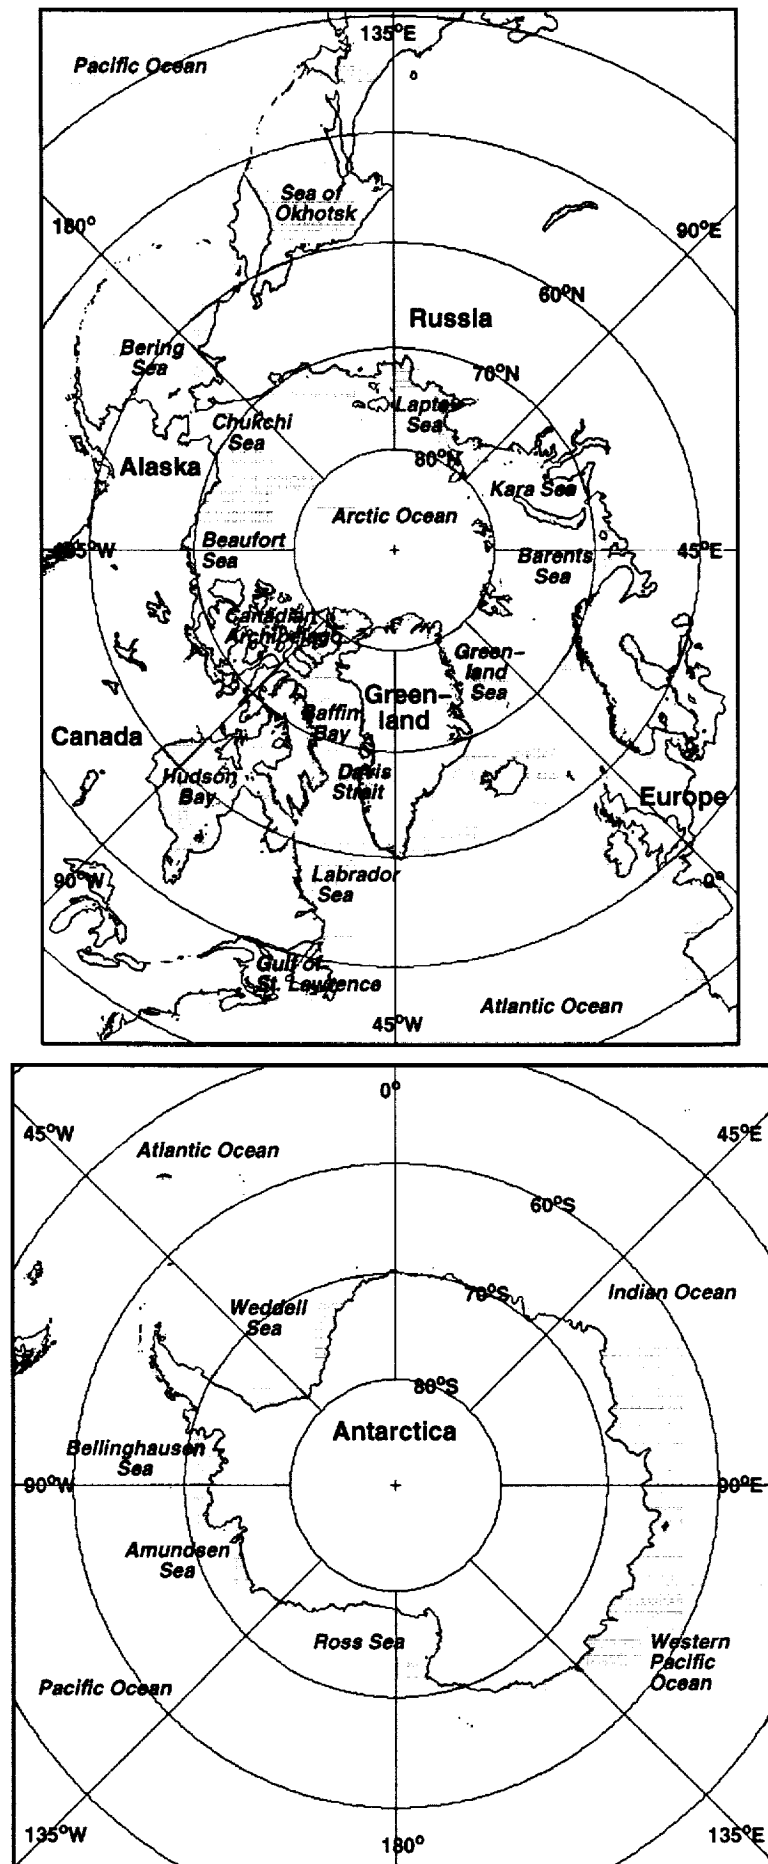 135°E
Pacific Ocean
Sea of
Okhotsk
180°
90°E
60°N
Russia
Bering
Sea
70°N
Laptev
Sea
Chukchi
Sea
80°N
Alaska
Kara Sea
Arctic Ocean
135°W
Beaufort
Sea
Barents
Sea
45°E
Canadian
Archipelago
Green-
land
Sea
Green-
land
Baffin
Bay
Canada
Hudson
Bay
Davis
Strait
Europe
90°W
Labrador
Sea
0°
Gulf of
St. Lawrence
Atlantic Ocean
45°W
0°
45°W
45°E
Atlantic Ocean
60°S
70°S
Indian Ocean
Weddell
Sea
80°S
Antarctica
Bellinghausen
Sea
90°W
90°E
Amundsen
Sea
Ross Sea
Western
Pacific
Ocean
Pacific Ocean
135°W
180°
135°E